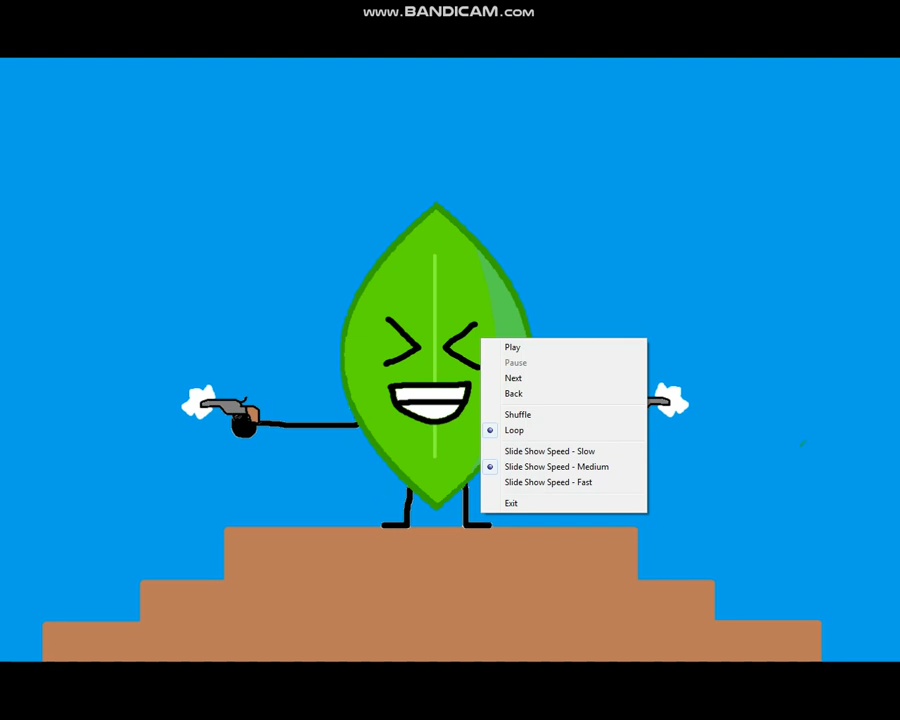 www.BANDICAM.com
Play
Pause
Next
Back
Shuffle
Loop
Slide Show Speed - Slow
Slide Show Speed - Medium
Slide Show Speed - Fast
Exit